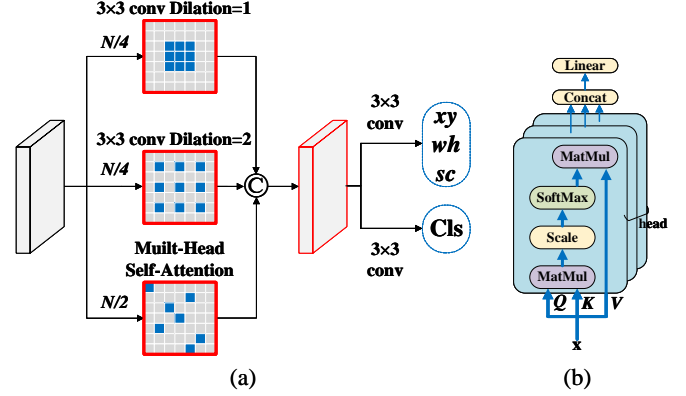 3×3 conv Dilation=1
N/4
3×3 conv Dilation=2
N/4
Muilt-Head
Self-Attention
N/2
C
3×3
conv
xy
wh
sc
Cls
3×3
conv
(a)
Linear
Concat
MatMul
SoftMax
head
Scale
MatMul
Q K V
x
(b)